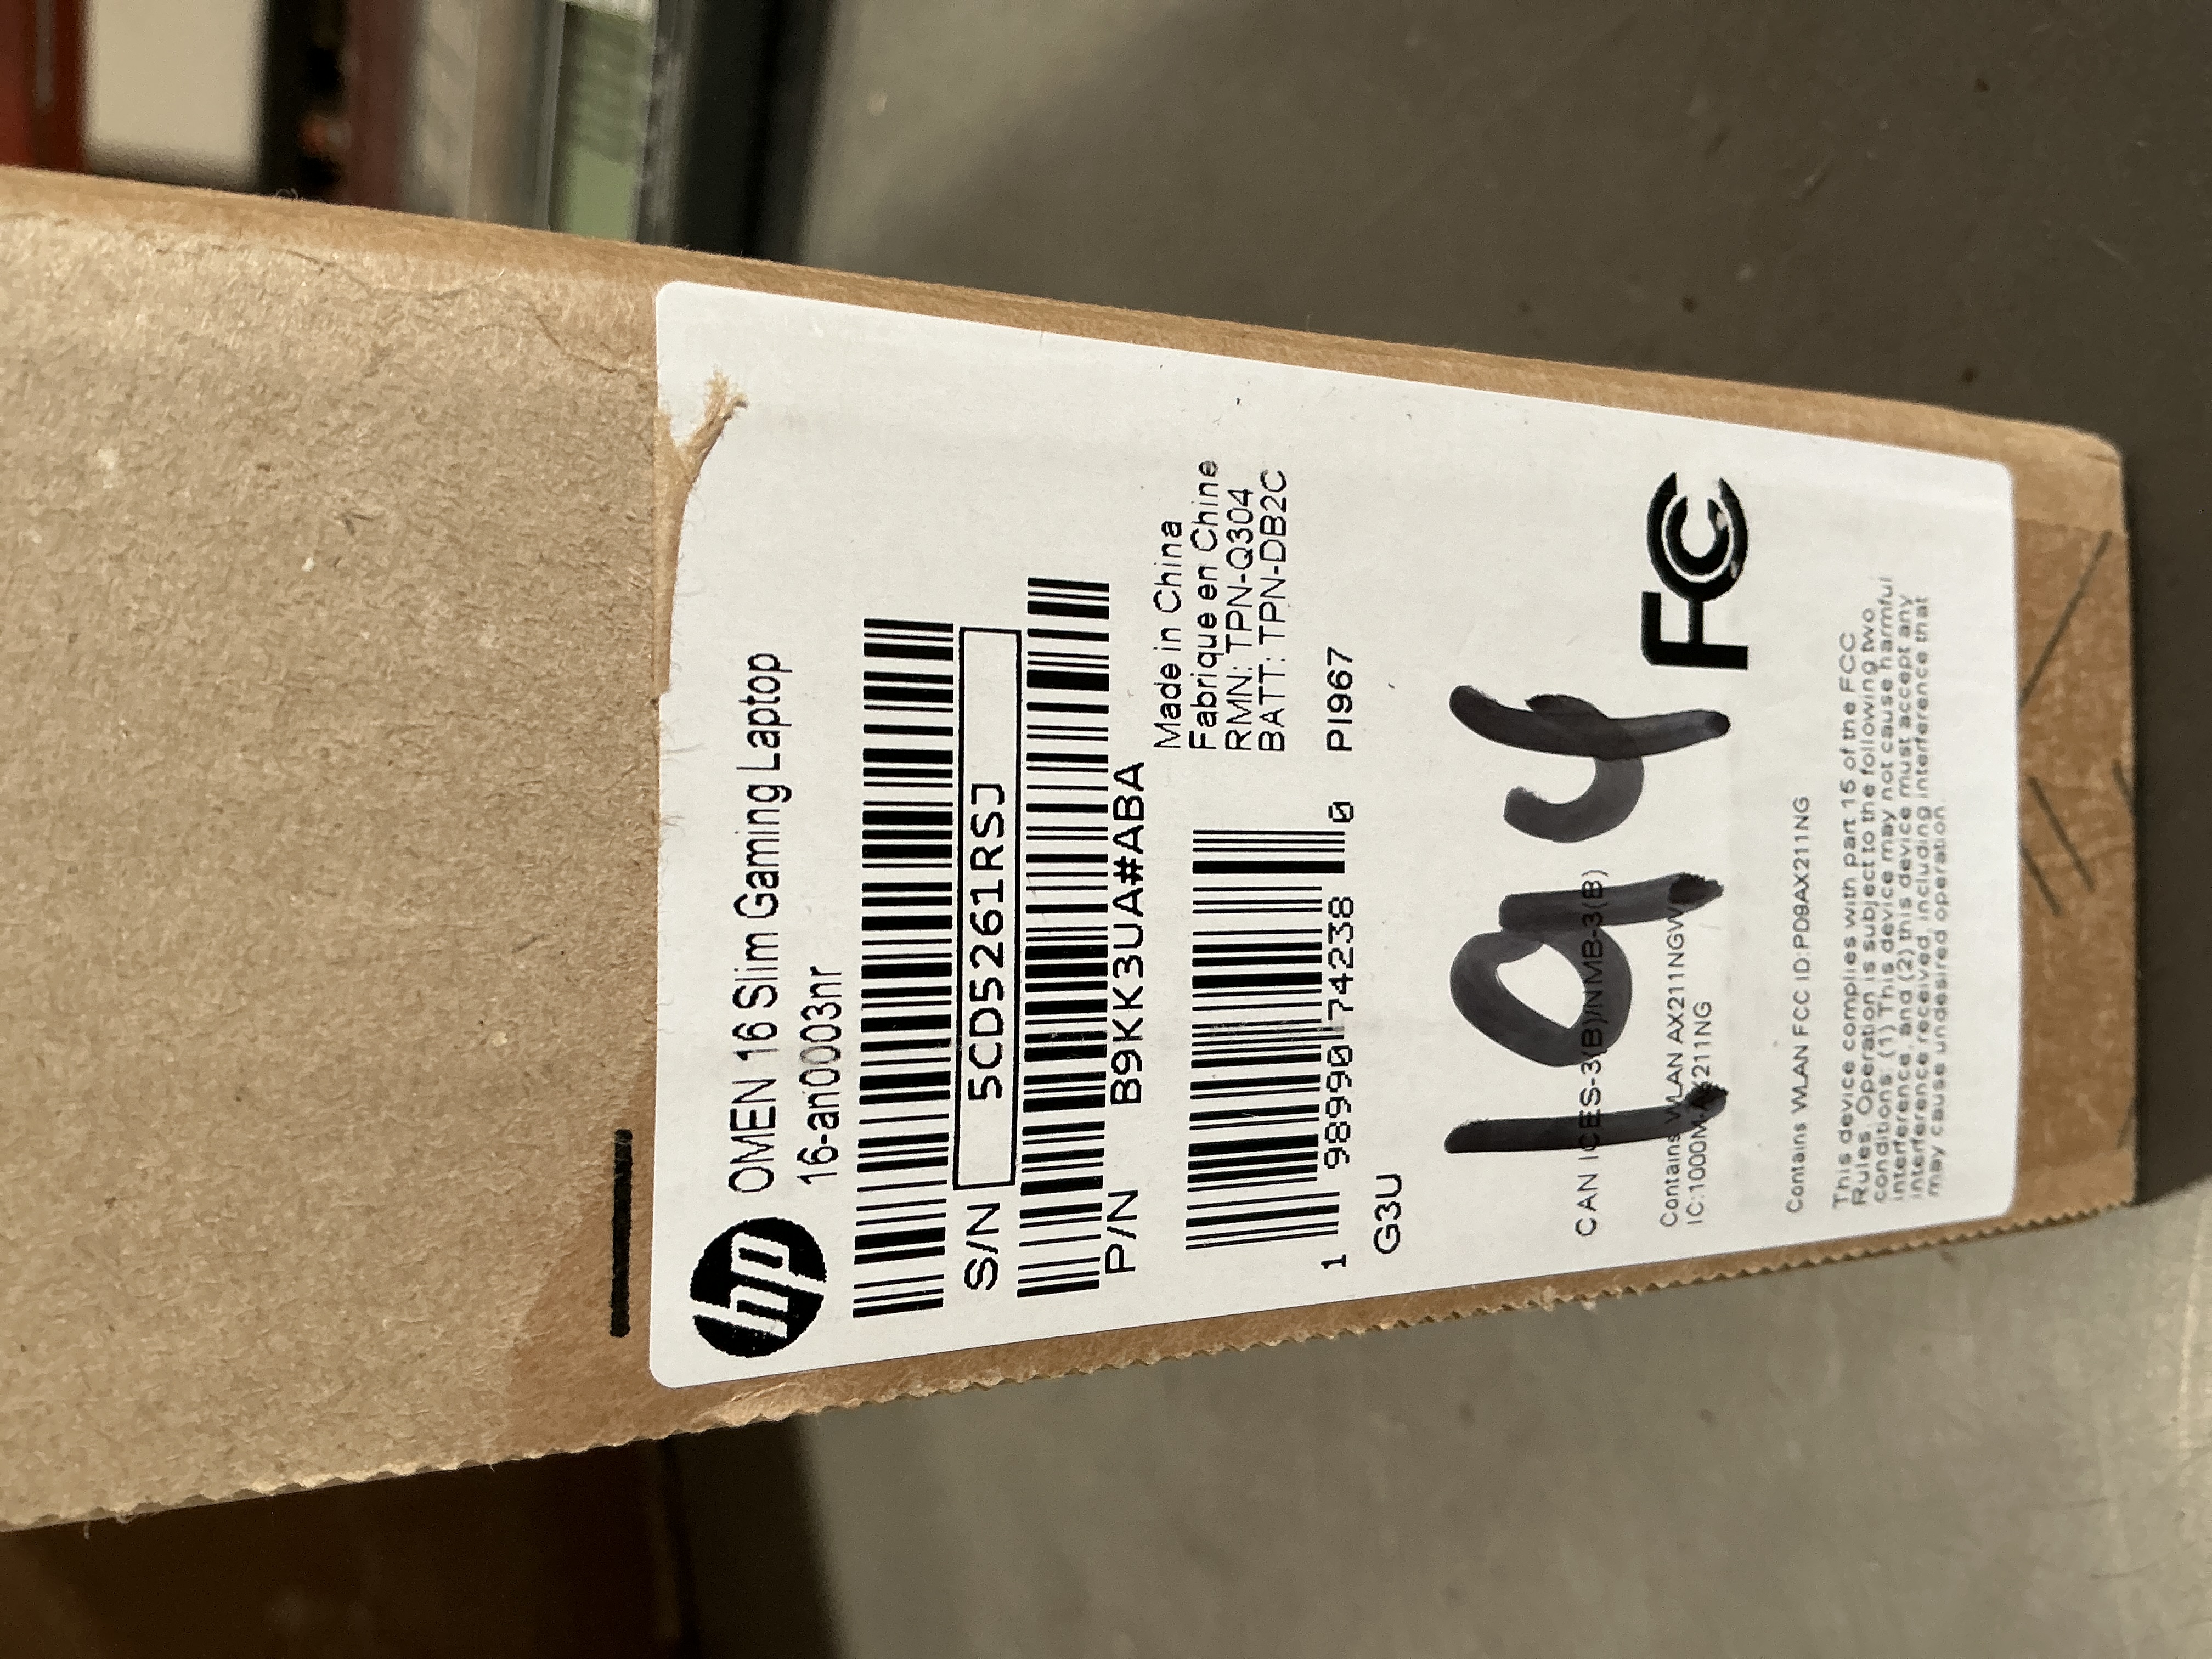 hp
OMEN 16 Slim Gaming Laptop
16-an0003nr
S/N 5CD5261RSJ
P/N B9KK3UA#ABA
Made in China
Fabrique en Chine
RMN: TPN-Q304
BATT: TPN-DB2C
1 98990 74238 0 PI967
G3U
194
CAN ICES-3(B)/NMB-3(B)
Contains WLAN AX211NGW
IC:1000M-AX211NG
FC
Contains WLAN FCC ID:PD9AX211NG
This device complies with part 15 of the FCC
Rules. Operation is subject to the following two
conditions: (1) This device may not cause harmful
interference, and (2) this device must accept any
interference received, including interference that
may cause undesired operation.